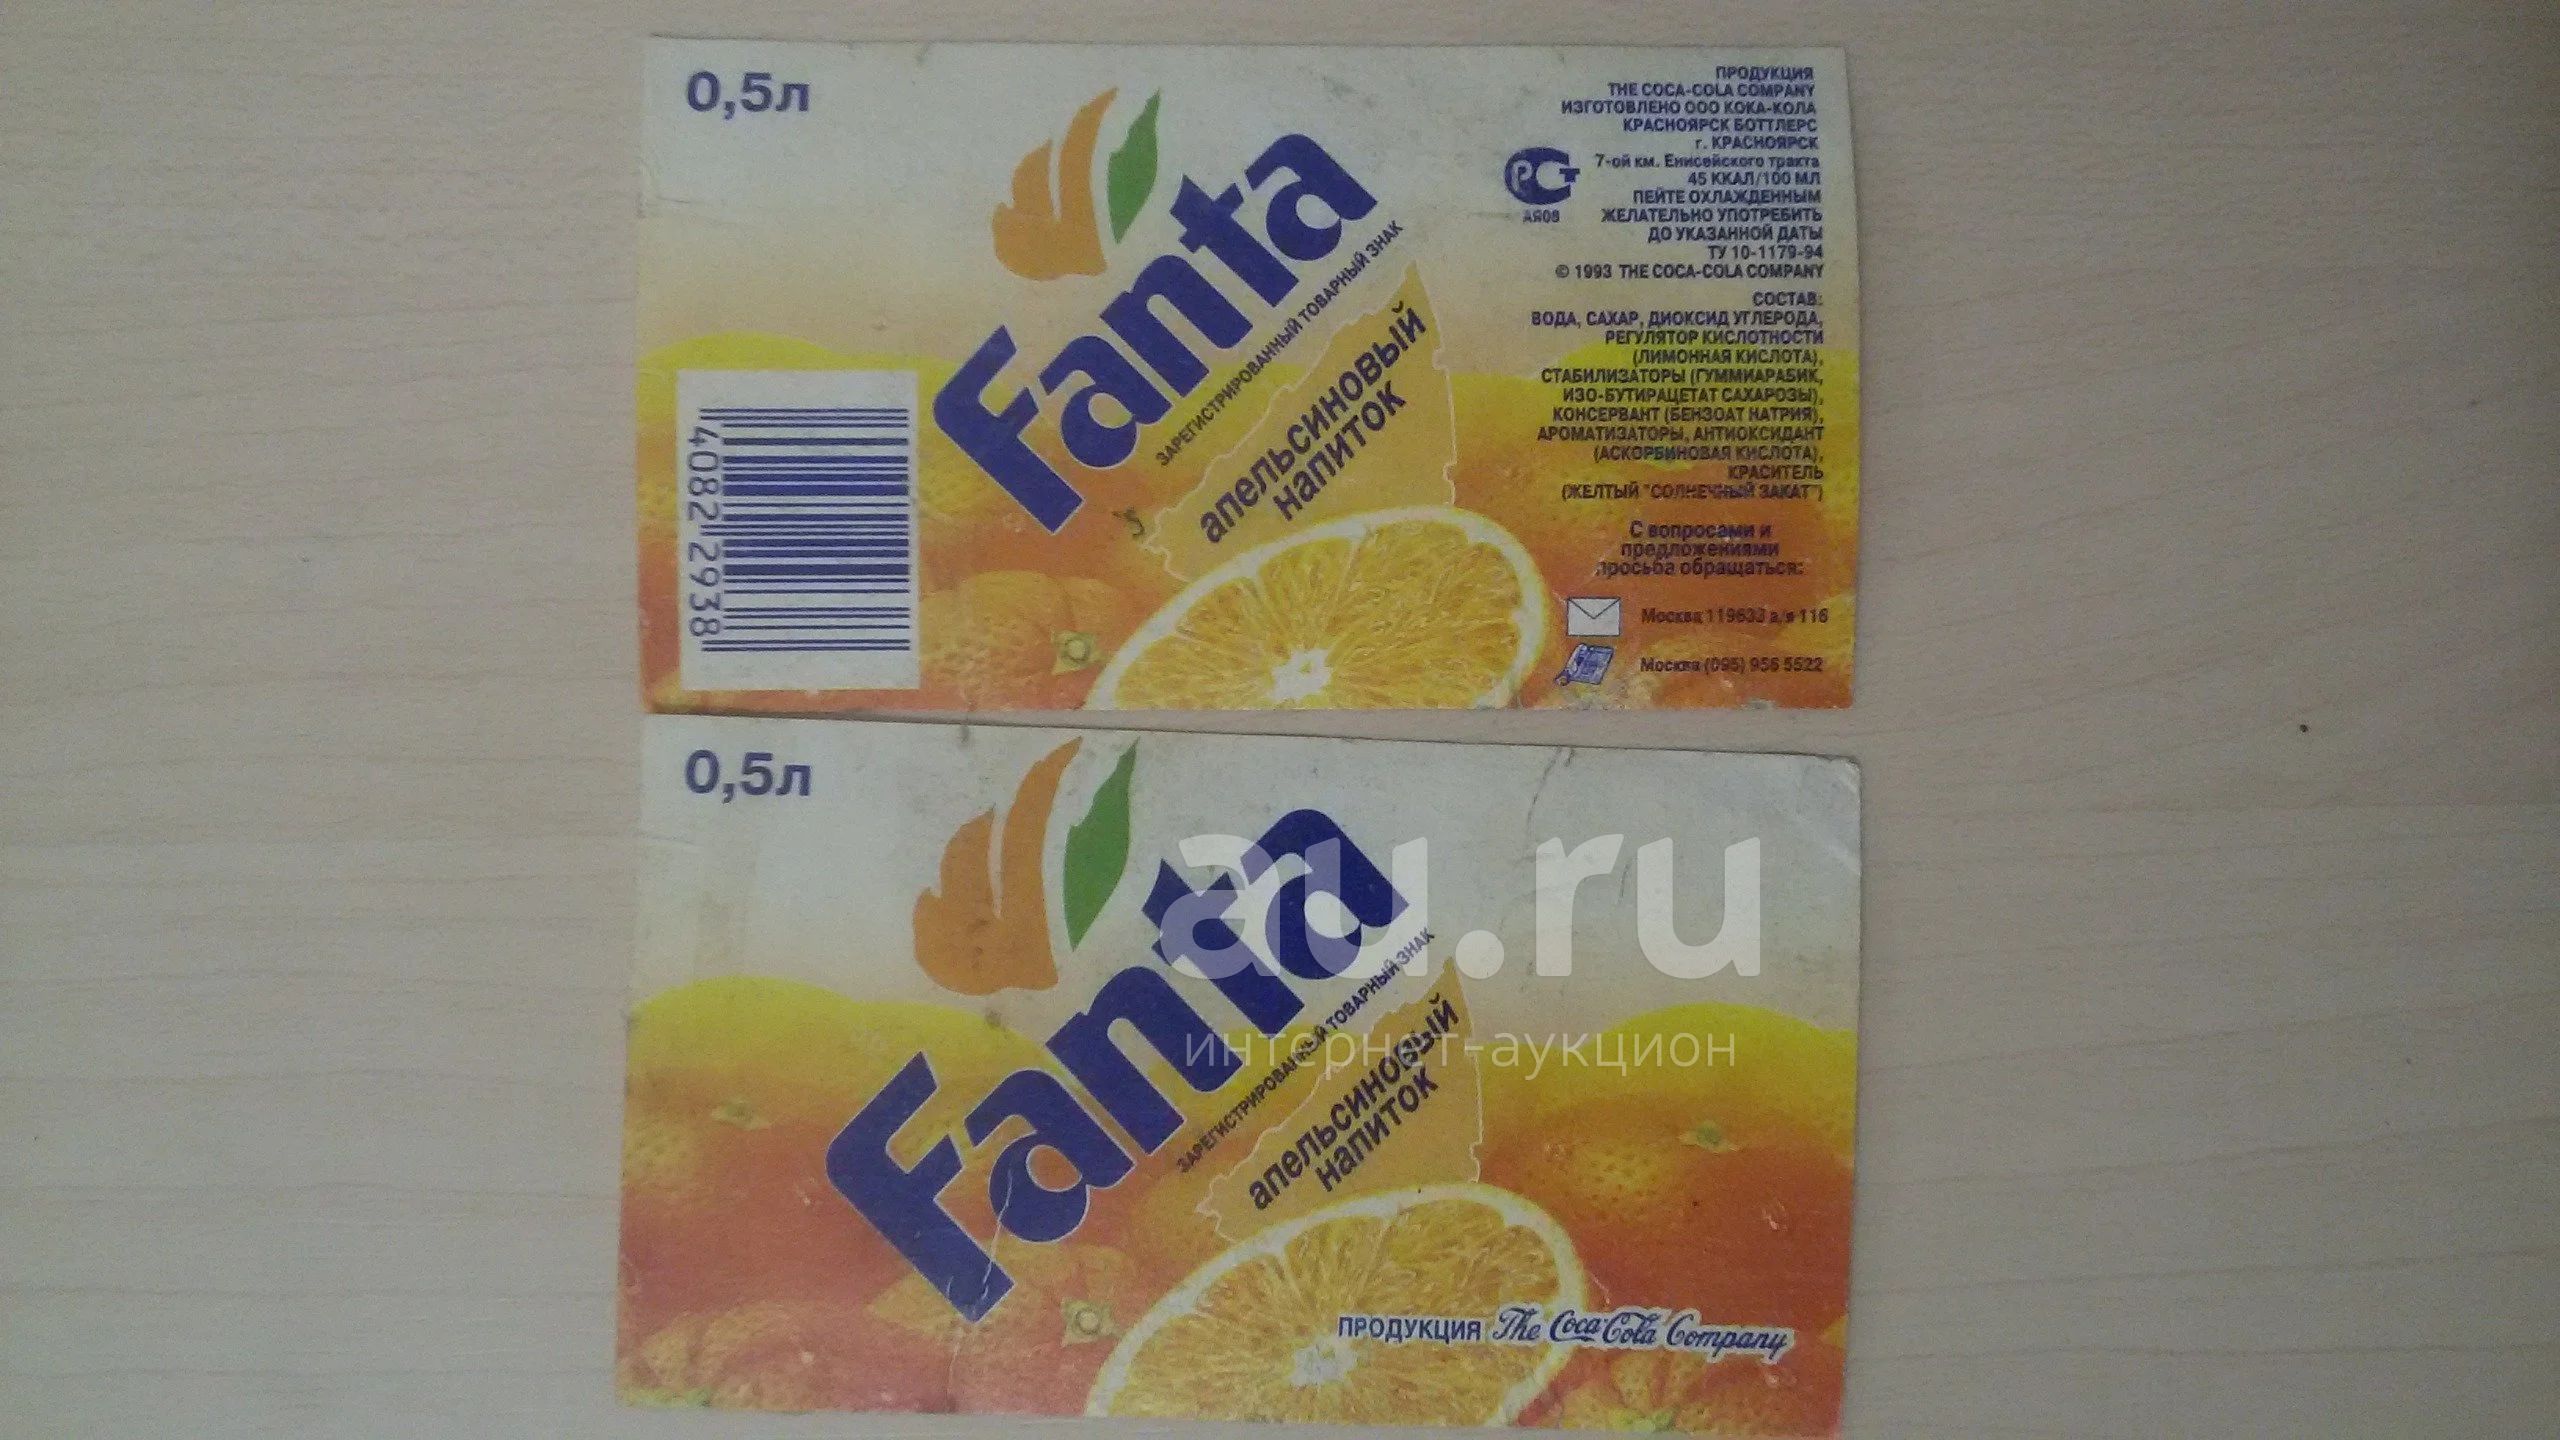 0,5л
Fanta
ЗАРЕГИСТРИРОВАННЫЙ ТОВАРНЫЙ ЗНАК
апельсиновый
напиток
4082 2938
РСТ
АЯ08
ПРОДУКЦИЯ
THE COCA-COLA COMPANY
ИЗГОТОВЛЕНО ООО КОКА-КОЛА
КРАСНОЯРСК БОТТЛЕРС
г. КРАСНОЯРСК
7-ой км. Енисейского тракта
45 ККАЛ/100 МЛ
ПЕЙТЕ ОХЛАЖДЕННЫМ
ЖЕЛАТЕЛЬНО УПОТРЕБИТЬ
ДО УКАЗАННОЙ ДАТЫ
ТУ 10-1179-94
© 1993 THE COCA-COLA COMPANY
СОСТАВ:
ВОДА, САХАР, ДИОКСИД УГЛЕРОДА,
РЕГУЛЯТОР КИСЛОТНОСТИ
(ЛИМОННАЯ КИСЛОТА),
СТАБИЛИЗАТОРЫ (ГУММИАРАБИК,
ИЗО-БУТИРАЦЕТАТ САХАРОЗЫ),
КОНСЕРВАНТ (БЕНЗОАТ НАТРИЯ),
АРОМАТИЗАТОРЫ, АНТИОКСИДАНТ
(АСКОРБИНОВАЯ КИСЛОТА),
КРАСИТЕЛЬ
(ЖЕЛТЫЙ "СОЛНЕЧНЫЙ ЗАКАТ")
С вопросами и
предложениями
просьба обращаться:
Москва 119633 а/я 116
Москва (095) 956 5522
0,5л
Fanta
ЗАРЕГИСТРИРОВАННЫЙ ТОВАРНЫЙ ЗНАК
апельсиновый
напиток
ПРОДУКЦИЯ The Coca-Cola Company
au.ru
интернет-аукцион